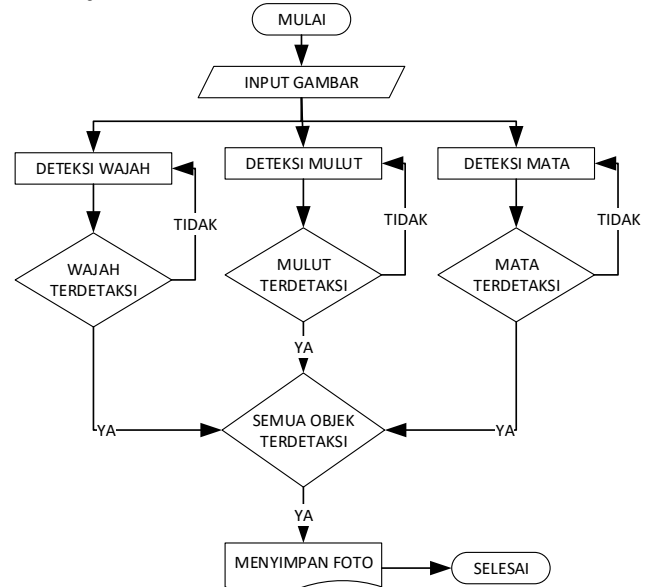 MULAI
INPUT GAMBAR
DETEKSI WAJAH
DETEKSI MULUT
DETEKSI MATA
TIDAK
TIDAK
TIDAK
WAJAH
TERDETAKSI
MULUT
TERDETAKSI
MATA
TERDETAKSI
YA
YA
SEMUA OBJEK
TERDETAKSI
YA
YA
MENYIMPAN FOTO
SELESAI